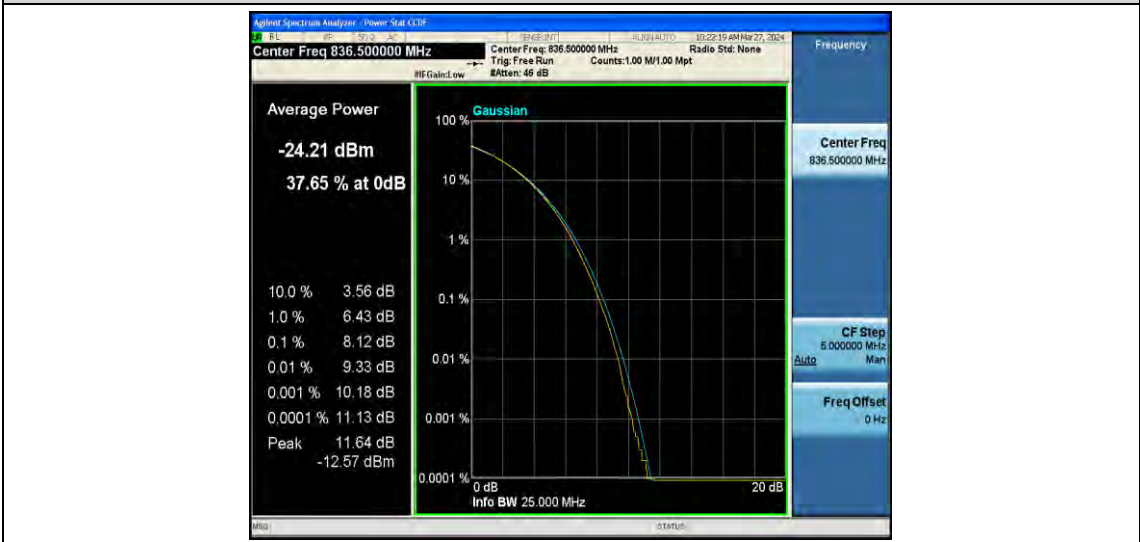 Agilent Spectrum Analyzer - Power Stat CCDF
RL RF 50 Ω AC SENSE:INT ALIGN AUTO 10:22:19 AM Mar 27, 2024
Center Freq 836.500000 MHz
Center Freq: 836.500000 MHz Radio Std: None
Trig: Free Run Counts:1.00 M/1.00 Mpt
#IFGain:Low #Atten: 46 dB
Frequency
Average Power
-24.21 dBm
37.65 % at 0dB
10.0 % 3.56 dB
1.0 % 6.43 dB
0.1 % 8.12 dB
0.01 % 9.33 dB
0.001 % 10.18 dB
0.0001 % 11.13 dB
Peak 11.64 dB
-12.57 dBm
Gaussian
100 %
10 %
1 %
0.1 %
0.01 %
0.001 %
0.0001 %
0 dB 20 dB
Info BW 25.000 MHz
Center Freq
836.500000 MHz
CF Step
5.000000 MHz
Auto Man
Freq Offset
0 Hz
MSG STATUS